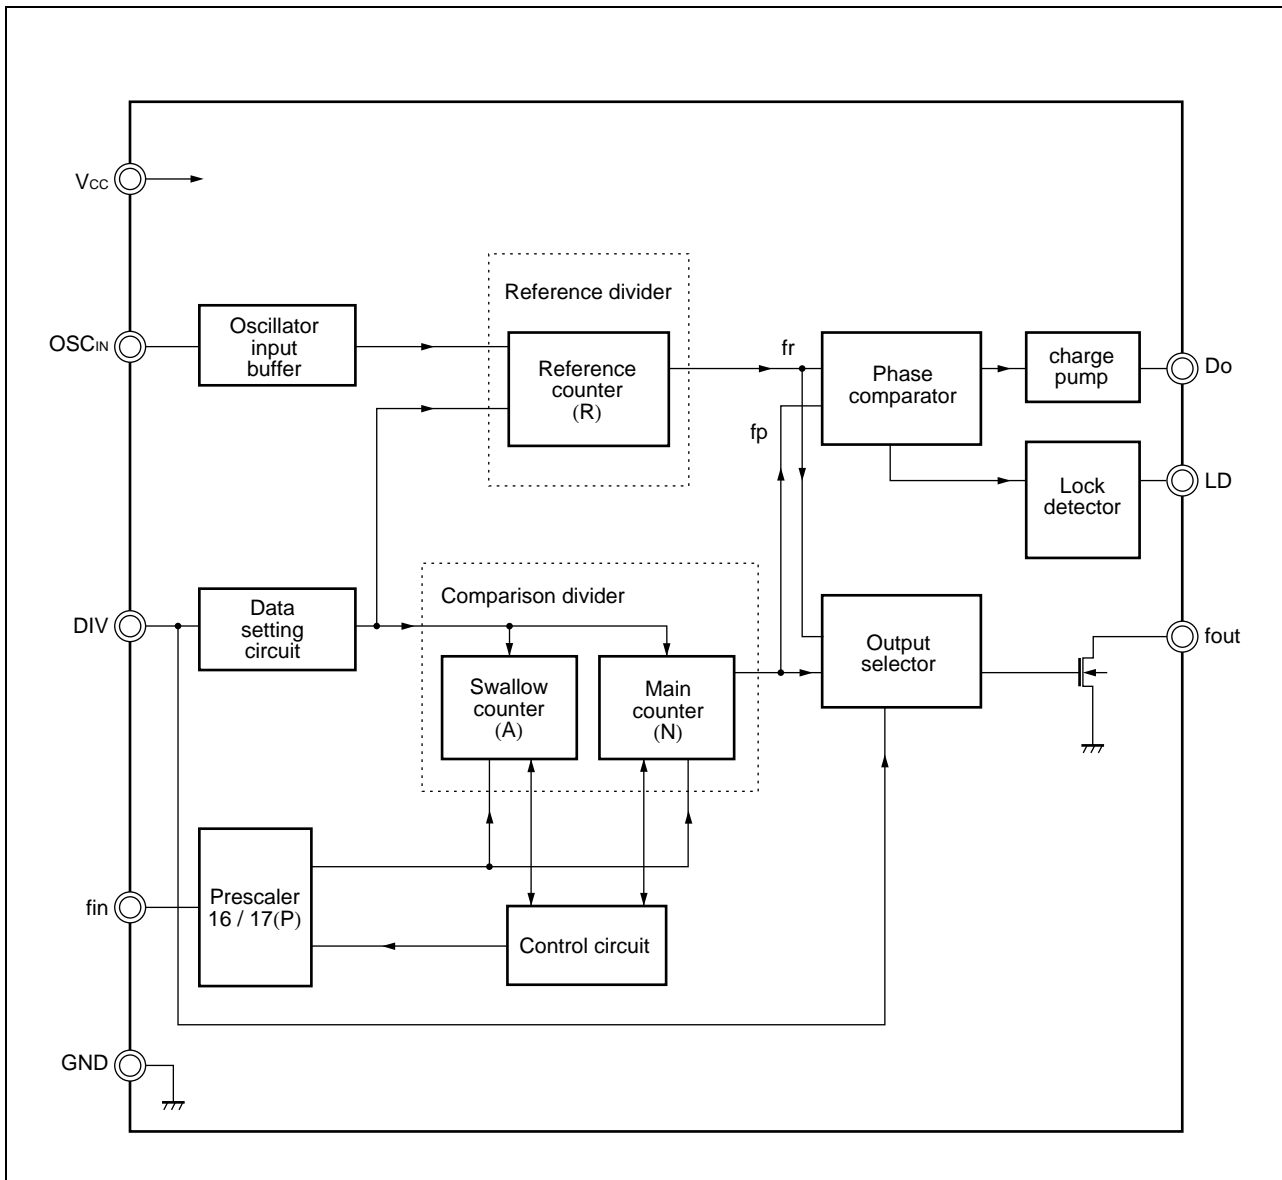 VCC
Reference divider
OSCIN
Oscillator
input
buffer
Reference
counter
(R)
fr
Phase
comparator
charge
pump
Do
fp
Lock
detector
LD
DIV
Data
setting
circuit
Comparison divider
Swallow
counter
(A)
Main
counter
(N)
Output
selector
fout
fin
Prescaler
16 / 17(P)
Control circuit
GND